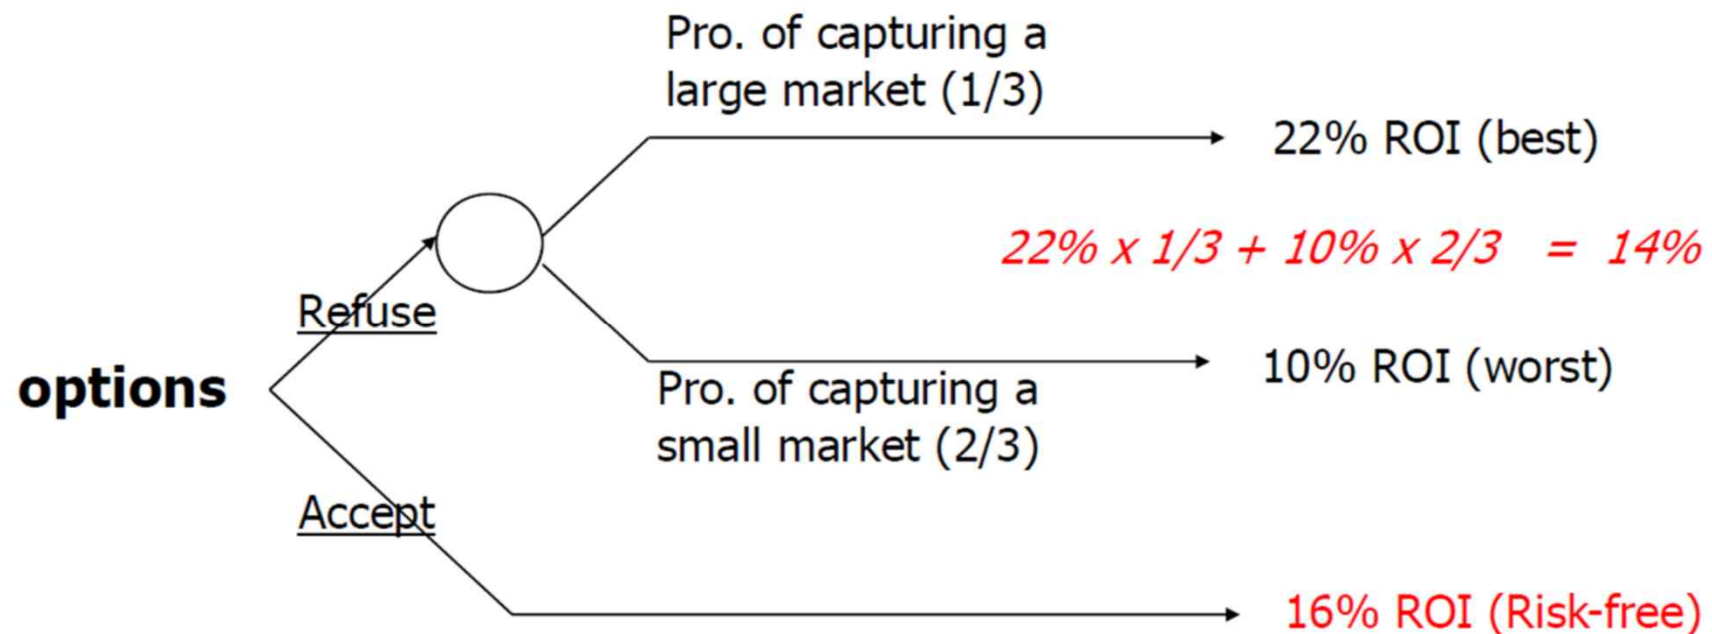 Pro. of capturing a
large market (1/3)
22% ROI (best)
22% x 1/3 + 10% x 2/3 = 14%
Refuse
options
10% ROI (worst)
Pro. of capturing a
small market (2/3)
Accept
16% ROI (Risk-free)